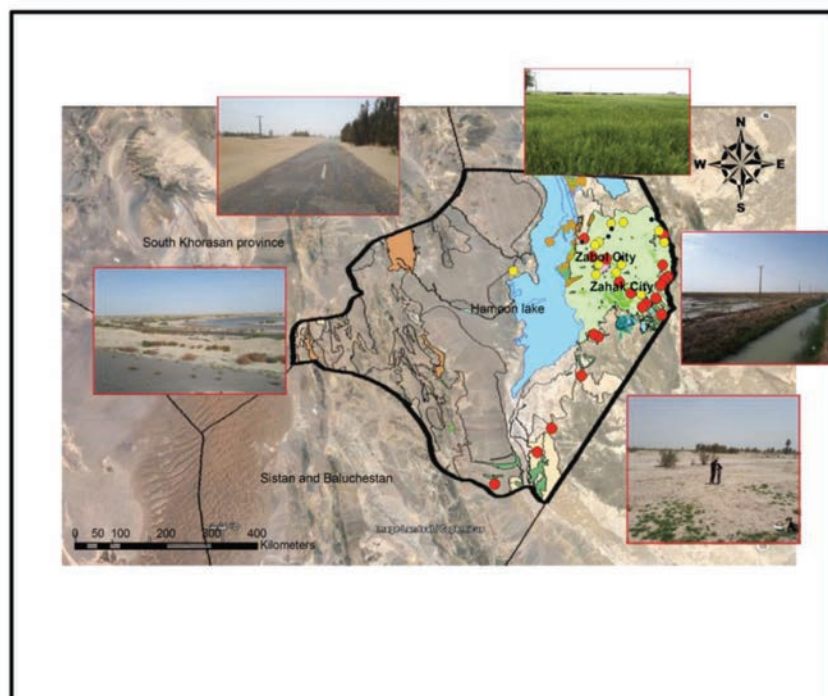 N
W E
S
South Khorasan province
Zabol City
Zahak City
Hamoon lake
Sistan and Baluchestan
0 50 100 200 300 400
Kilometers